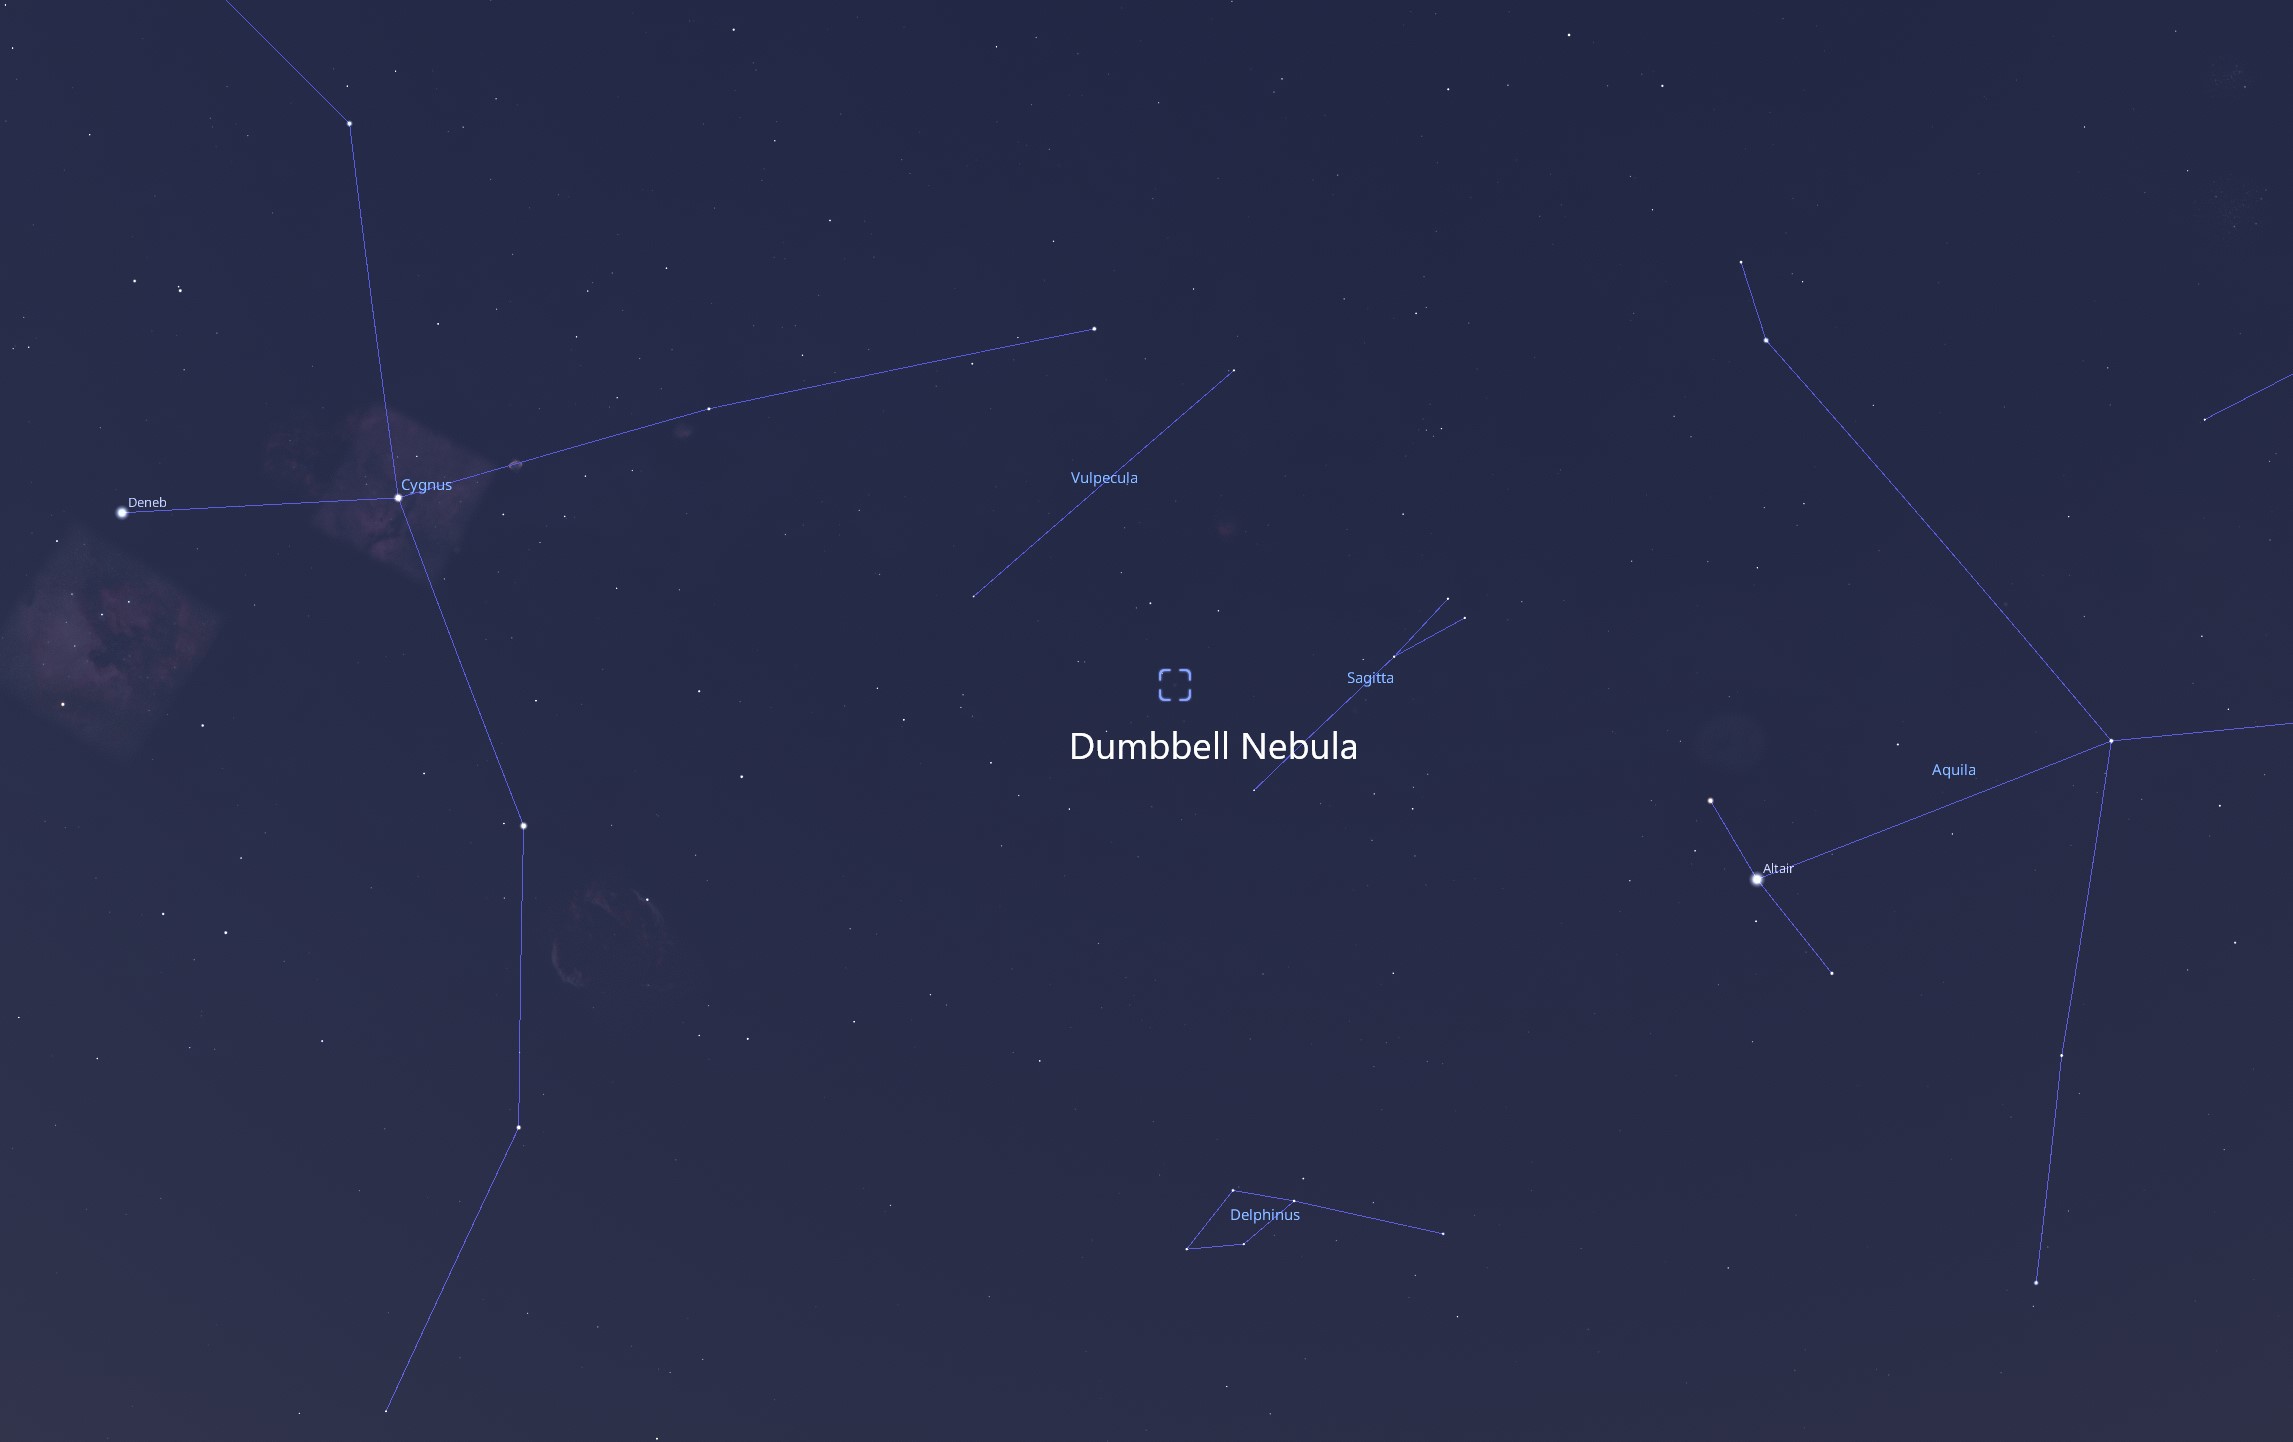 Vulpecula
Cygnus
Deneb
Sagitta
Dumbbell Nebula
Aquila
Altair
Delphinus